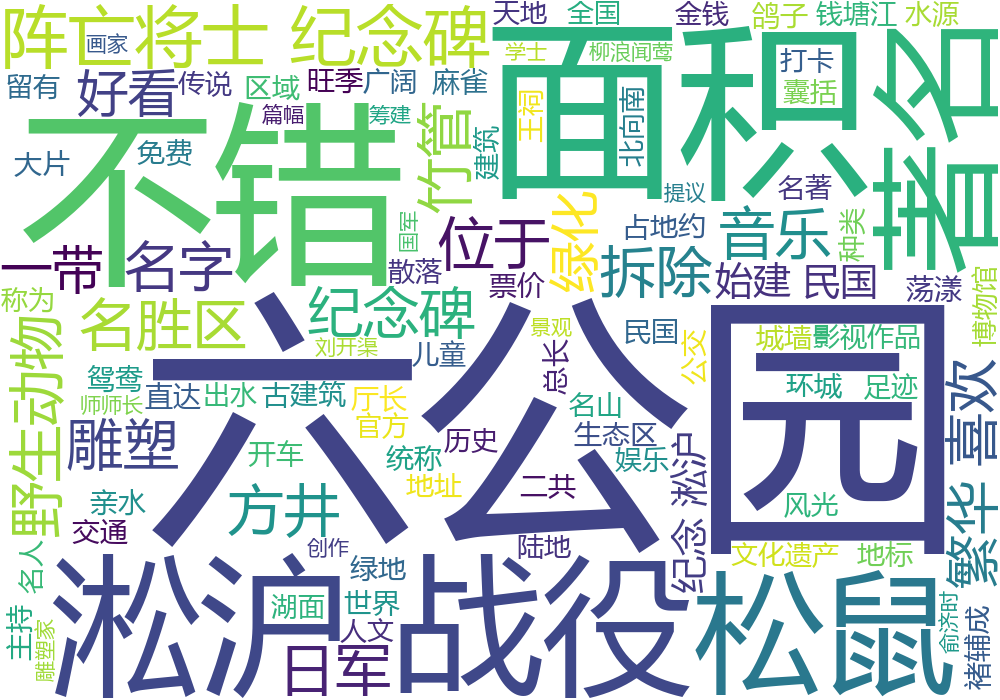 天地
全国
金钱
鸽子
钱塘江
水源
阵亡将士
纪念碑
画家
学士
柳浪闻莺
面积
著名
打卡
囊括
留有
好看
传说
区域
旺季
广阔
麻雀
篇幅
筹建
王祠
北向南
不错
竹管
建筑
大片
免费
提议
名著
国军
位于
绿化
占地约
音乐
种类
一带
名字
散落
票价
拆除
始建
民国
荡漾
博物馆
称为
名胜区
纪念碑
景观
民国
公交
城墙
影视作品
刘开渠
儿童
总长
野生动物
六公园
鸳鸯
师师长
直达
出水
古建筑
厅长
官方
名山
环城
足迹
喜欢
雕塑
开车
历史
统称
生态区
娱乐
地址
二共
纪念
淞沪
亲水
方井
风光
繁华
交通
创作
陆地
文化遗产
地标
名人
绿地
淞沪战役
松鼠
湖面
世界
主持
雕塑家
人文
日军
俞济时
褚辅成